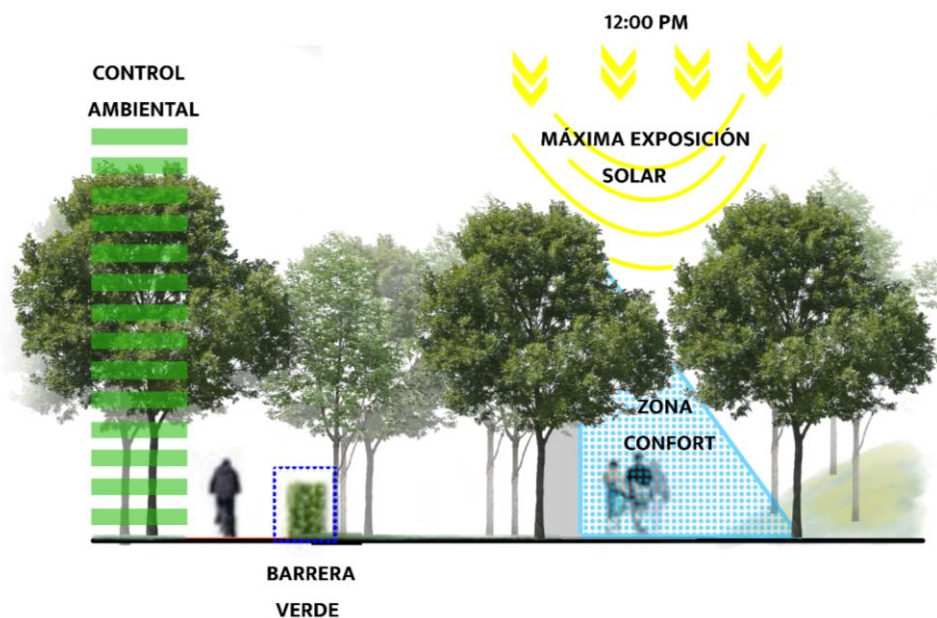 12:00 PM
CONTROL
AMBIENTAL
MÁXIMA EXPOSICIÓN
SOLAR
ZONA
CONFORT
BARRERA
VERDE